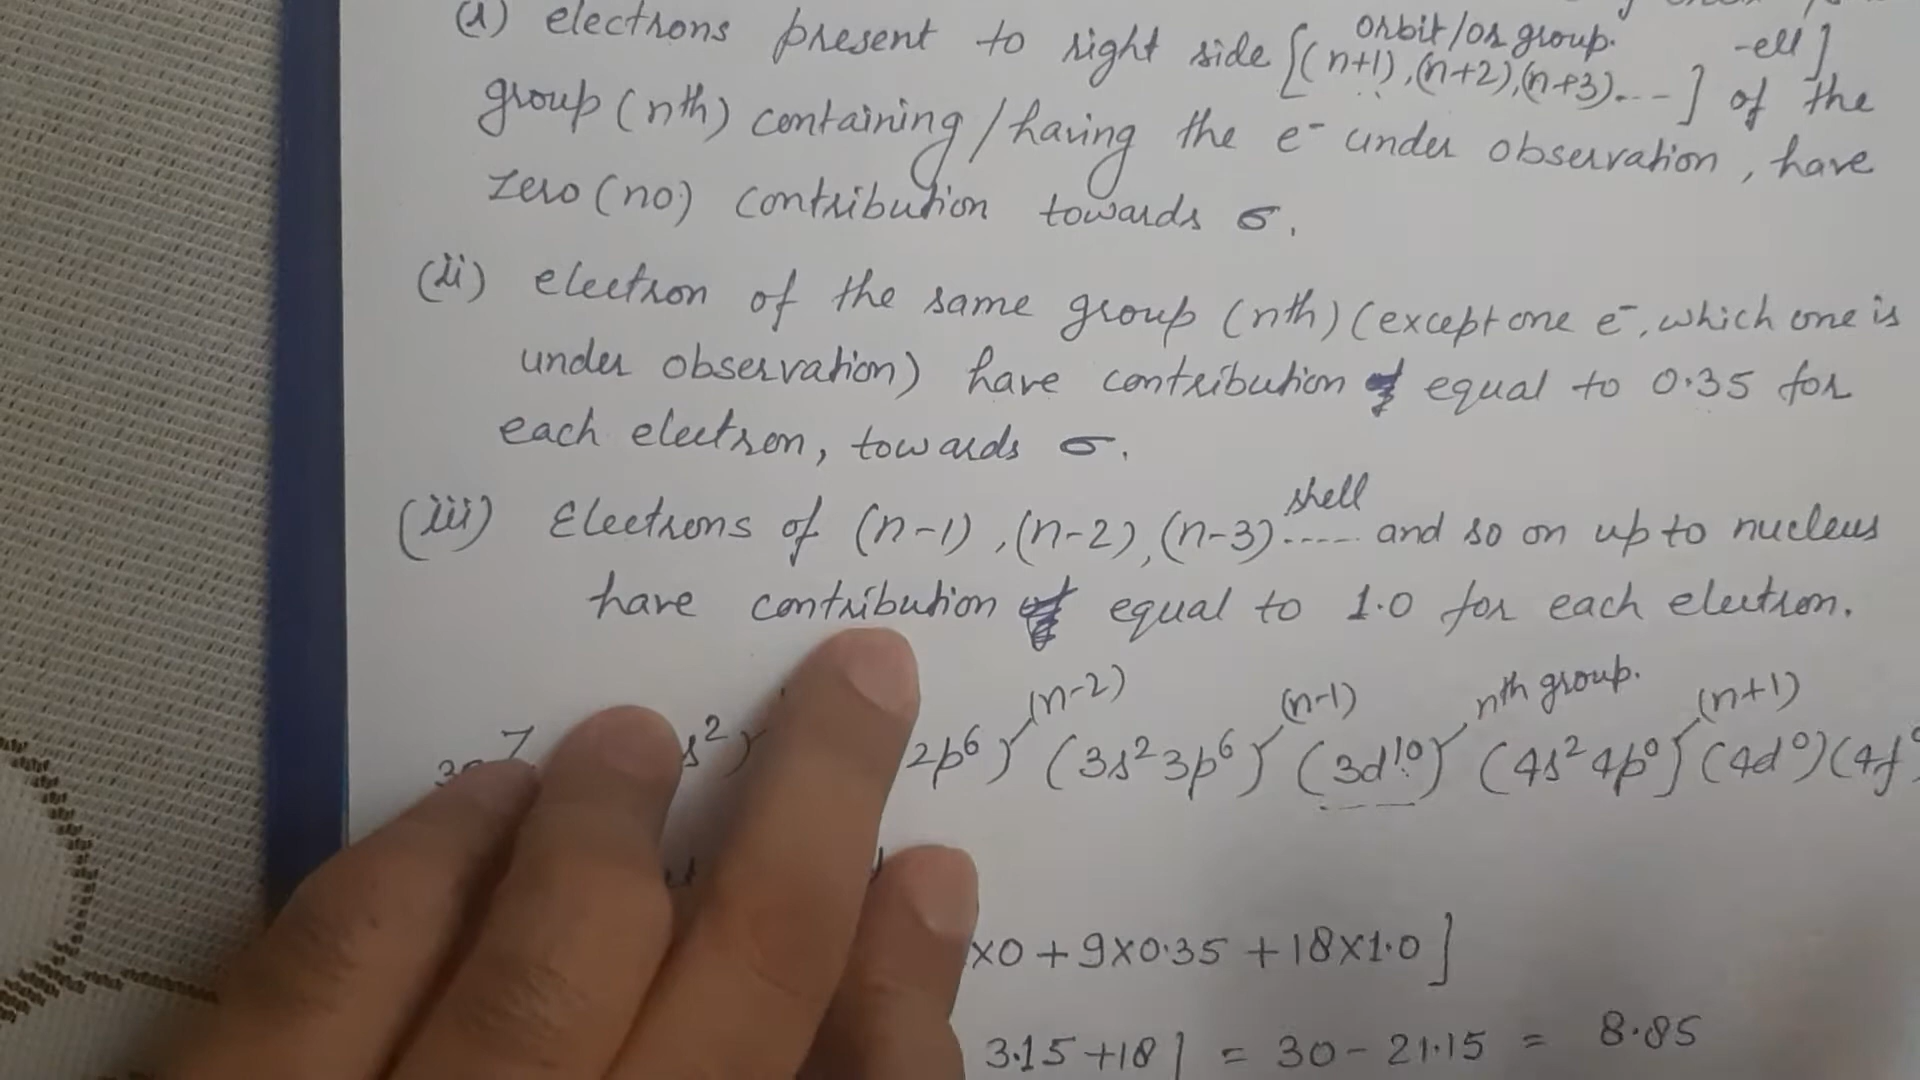 orbit/or group. -ell]
(i) electrons present to right side [(n+1), (n+2), (n+3)....] of the
group (nth) containing/having the e⁻ under observation, have
zero (no) contribution towards σ.
(ii) electron of the same group (nth) (except one e⁻, which one is
under observation) have contribution equal to 0.35 for
each electron, towards σ.
shell
(iii) Electrons of (n-1), (n-2), (n-3)..... and so on up to nucleus
have contribution equal to 1.0 for each electron.
(n-2) (n-1) nth group. (n+1)
s²) 2p⁶) (3s² 3p⁶) (3d¹⁰) (4s² 4p⁰) (4d⁰) (4f
×0 + 9×0.35 + 18×1.0]
3.15 + 18] = 30 - 21.15 = 8.85